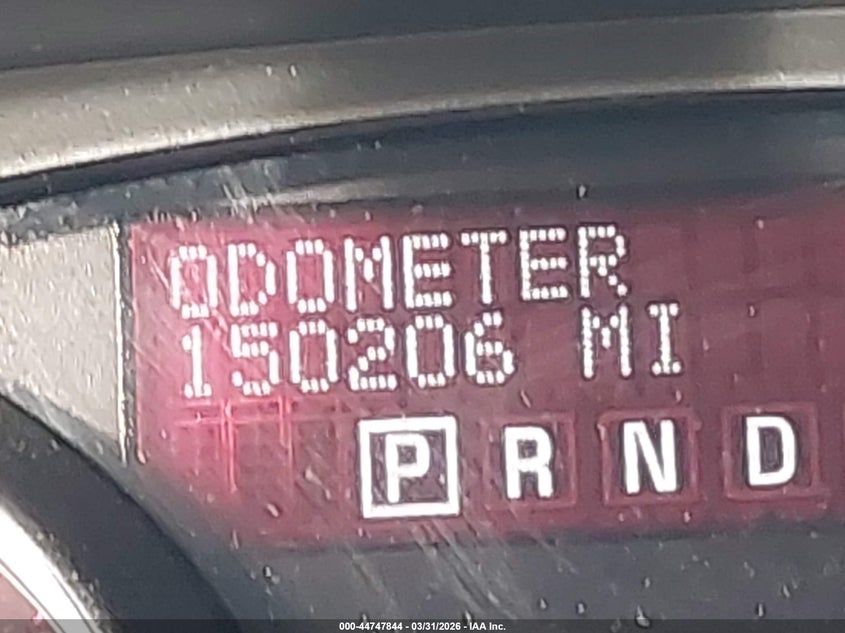 ODOMETER
150206 MI
P R N D
000-44747844 - 03/31/2026 - IAA Inc.